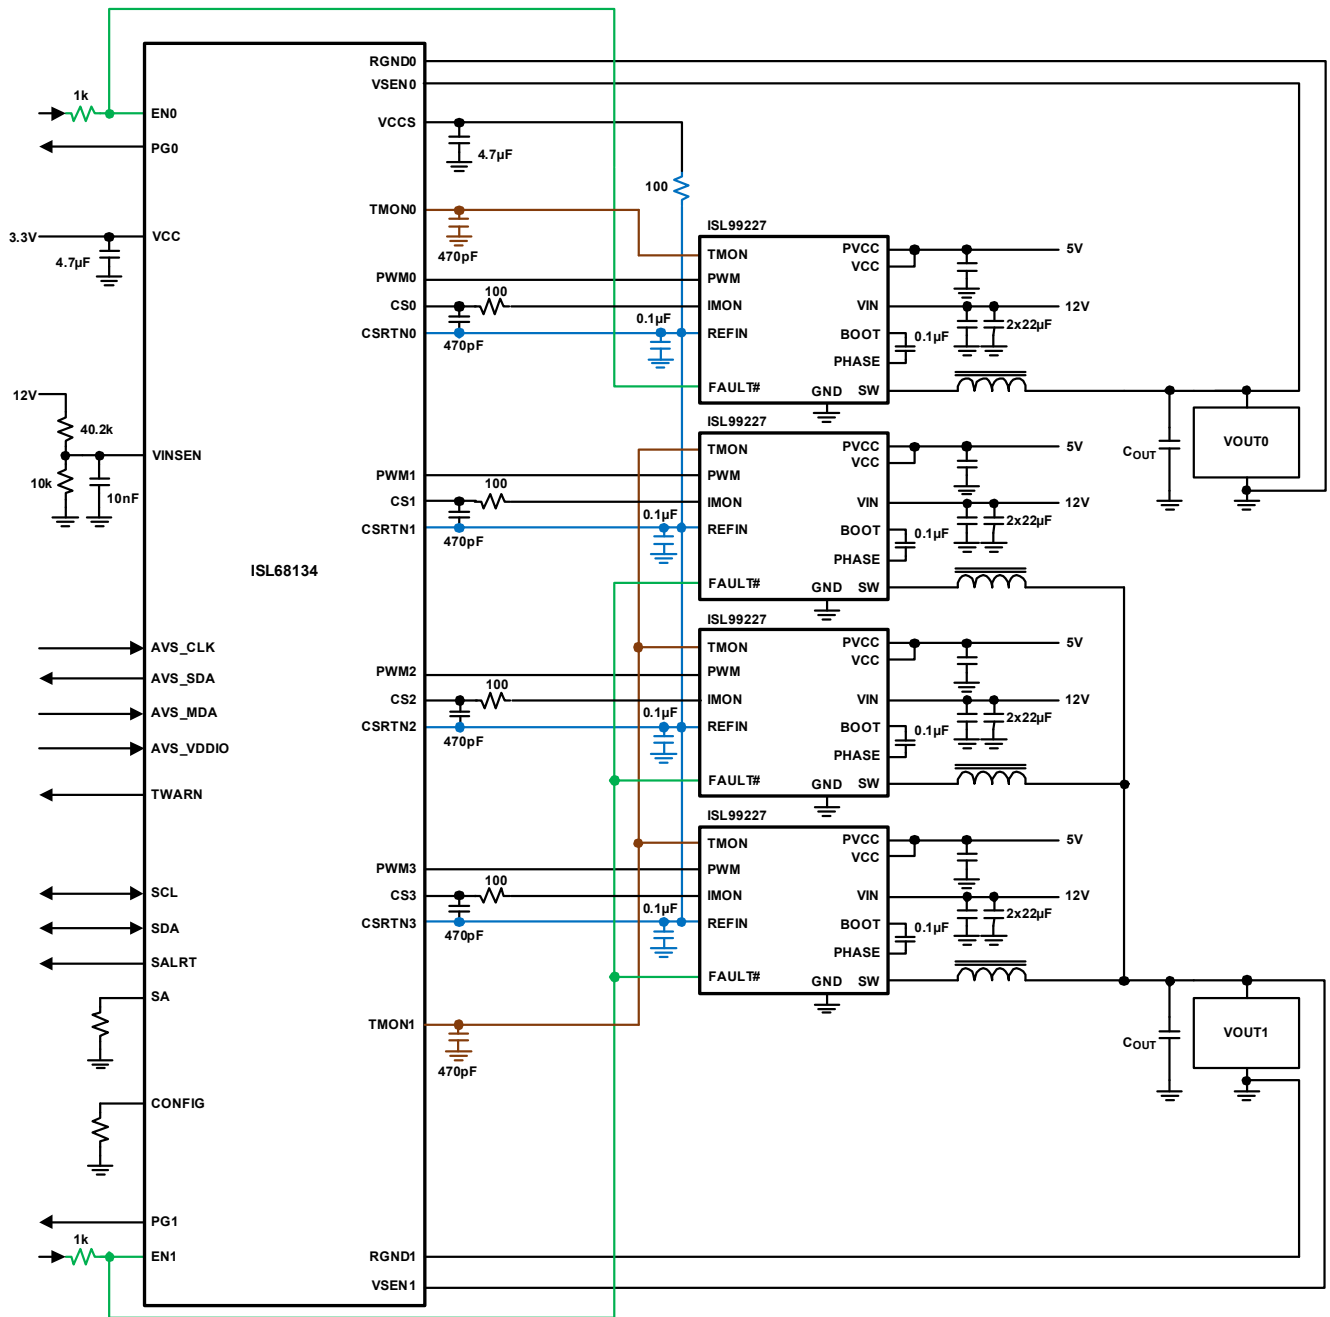 RGND0
VSEN0
1k
EN0
VCCS
PG0
4.7µF
100
TMON0
ISL99227
3.3V
VCC
470pF
4.7µF
TMON
PVCC
VCC
5V
PWM0
PWM
CS0
100
IMON
VIN
12V
CSRTN0
0.1µF
REFIN
BOOT
0.1µF
2x22µF
470pF
PHASE
FAULT#
GND
SW
12V
40.2k
ISL99227
VINSEN
10k
10nF
TMON
PVCC
VCC
5V
COUT
VOUT0
PWM1
PWM
CS1
100
IMON
VIN
12V
CSRTN1
0.1µF
REFIN
BOOT
0.1µF
2x22µF
470pF
PHASE
ISL68134
FAULT#
GND
SW
ISL99227
AVS_CLK
TMON
PVCC
VCC
5V
AVS_SDA
PWM2
PWM
CS2
100
IMON
VIN
12V
AVS_MDA
CSRTN2
0.1µF
REFIN
BOOT
0.1µF
2x22µF
AVS_VDDIO
470pF
PHASE
TWARN
FAULT#
GND
SW
ISL99227
TMON
PVCC
VCC
5V
PWM3
PWM
SCL
CS3
100
IMON
VIN
12V
SDA
CSRTN3
0.1µF
REFIN
BOOT
0.1µF
2x22µF
470pF
PHASE
SALRT
FAULT#
GND
SW
SA
TMON1
470pF
COUT
VOUT1
CONFIG
PG1
1k
EN1
RGND1
VSEN1